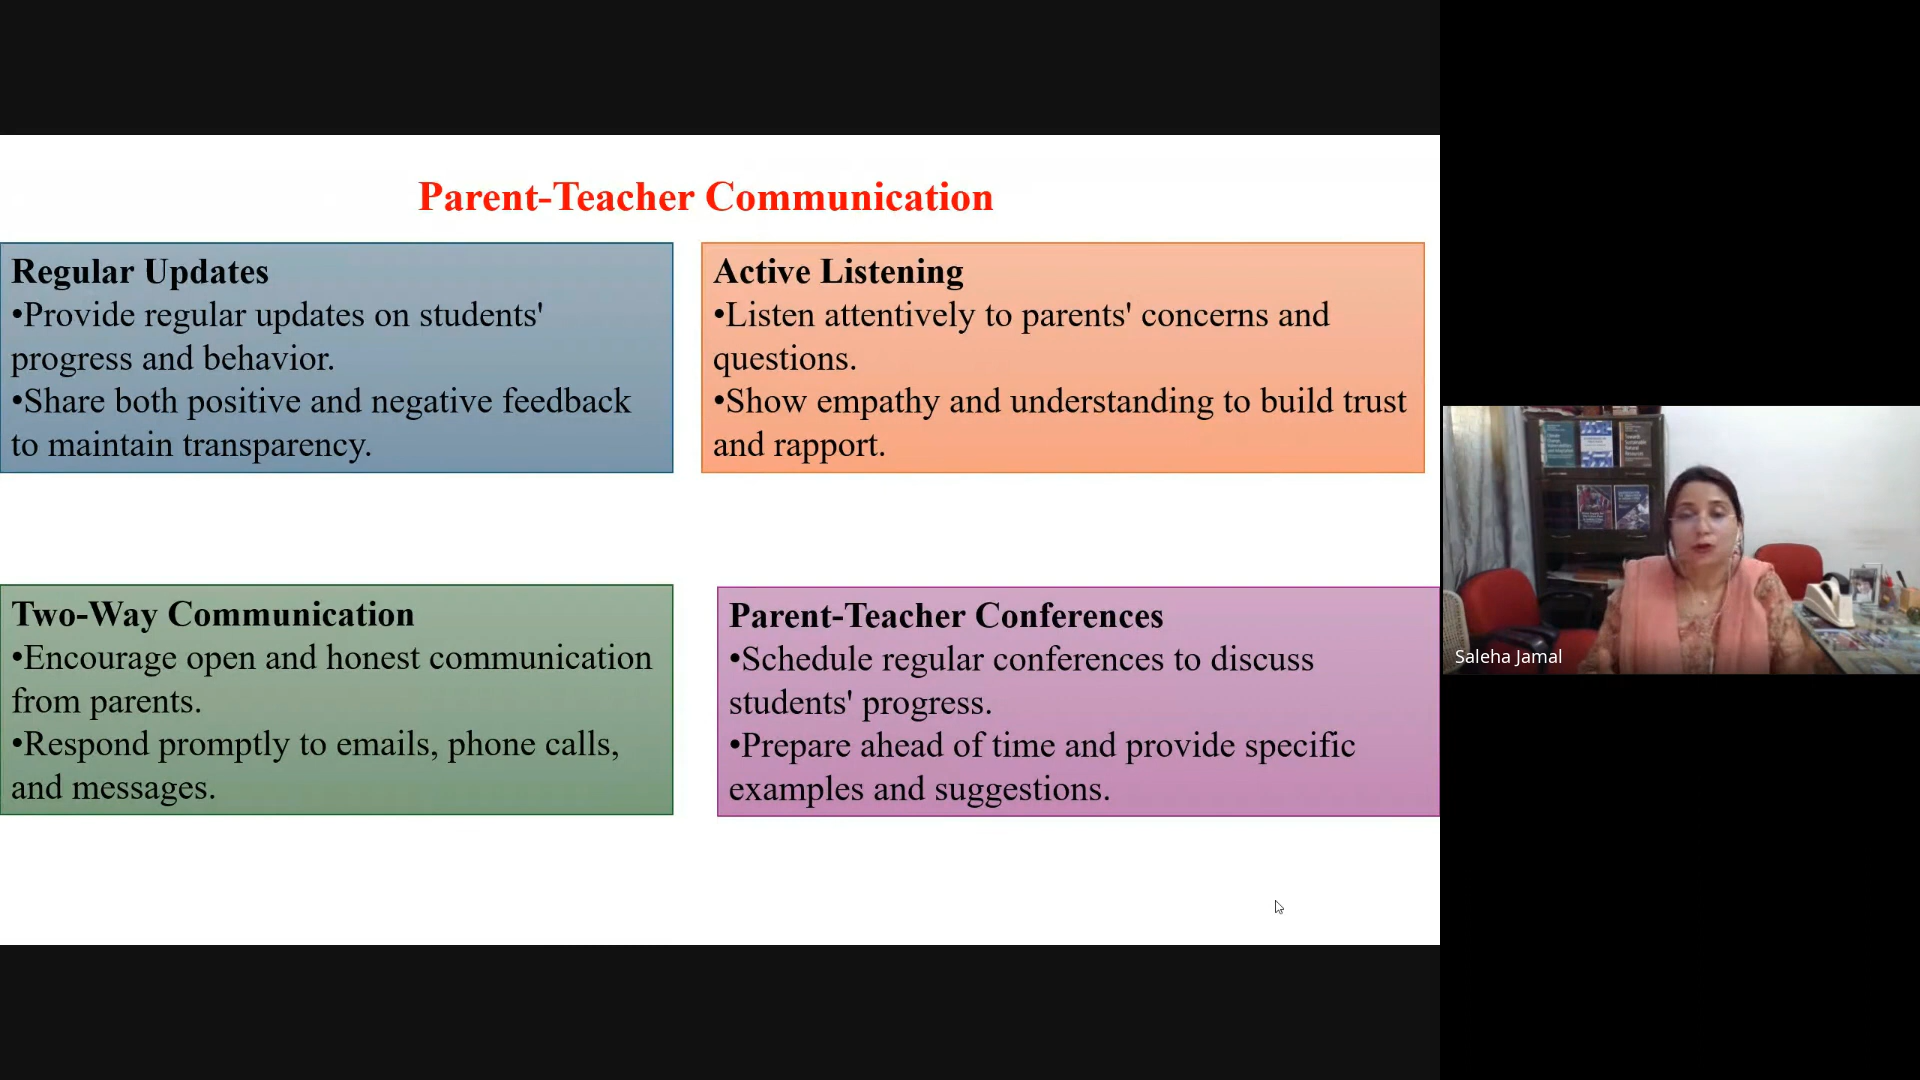 Parent-Teacher Communication
Regular Updates
•Provide regular updates on students'
progress and behavior.
•Share both positive and negative feedback
to maintain transparency.
Active Listening
•Listen attentively to parents' concerns and
questions.
•Show empathy and understanding to build trust
and rapport.
Two-Way Communication
•Encourage open and honest communication
from parents.
•Respond promptly to emails, phone calls,
and messages.
Parent-Teacher Conferences
•Schedule regular conferences to discuss
students' progress.
•Prepare ahead of time and provide specific
examples and suggestions.
Saleha Jamal